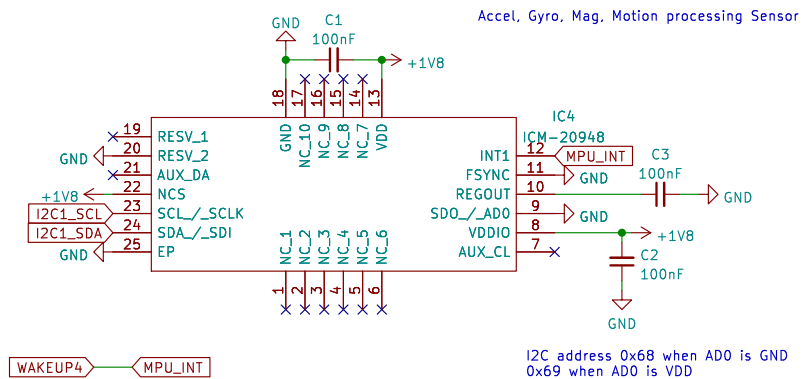 Accel, Gyro, Mag, Motion processing Sensor
GND
C1
100nF
+1V8
18
17
16
15
14
13
GND
NC_10
NC_9
NC_8
NC_7
VDD
IC4
ICM-20948
19 RESV_1
GND 20 RESV_2
21 AUX_DA
+1V8 22 NCS
I2C1_SCL 23 SCL_/_SCLK
I2C1_SDA 24 SDA_/_SDI
GND 25 EP
INT1 12 MPU_INT
FSYNC 11 GND
REGOUT 10
C3
100nF
GND
SDO_/_AD0 9 GND
VDDIO 8 +1V8
AUX_CL 7
C2
100nF
GND
NC_1
NC_2
NC_3
NC_4
NC_5
NC_6
1
2
3
4
5
6
WAKEUP4 MPU_INT
I2C address 0x68 when AD0 is GND
0x69 when AD0 is VDD